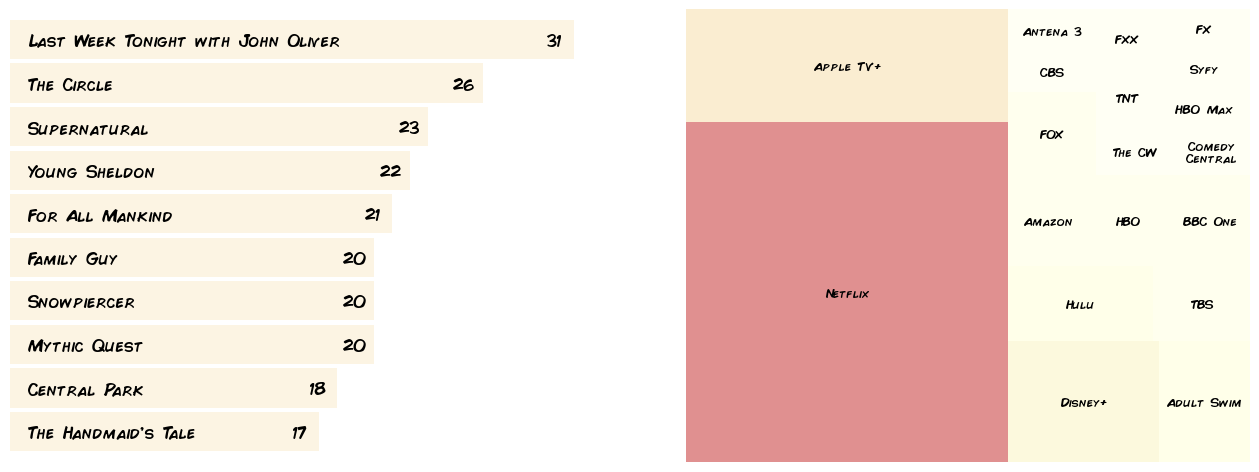 Last Week Tonight with John Oliver 31
The Circle 26
Supernatural 23
Young Sheldon 22
For All Mankind 21
Family Guy 20
Snowpiercer 20
Mythic Quest 20
Central Park 18
The Handmaid's Tale 17
Apple TV+
Netflix
Antena 3
FXX
FX
CBS
Syfy
TNT
HBO Max
FOX
The CW
Comedy
Central
Amazon
HBO
BBC One
Hulu
TBS
Disney+
Adult Swim